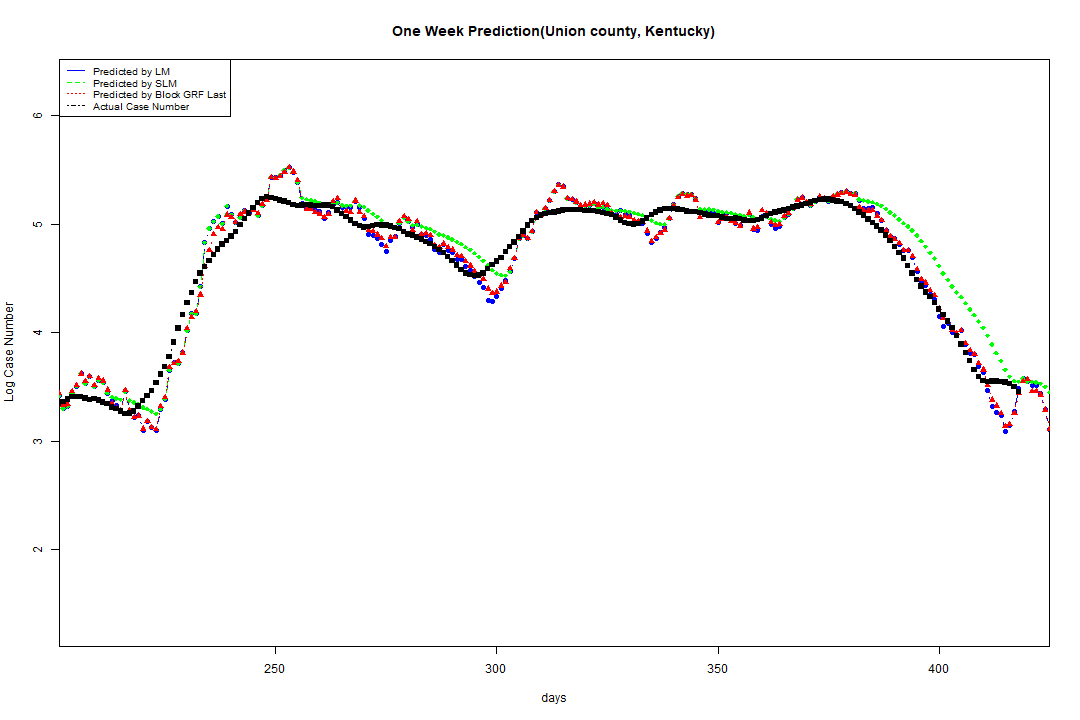 One Week Prediction(Union county, Kentucky)
Predicted by LM
Predicted by SLM
Predicted by Block GRF Last
Actual Case Number
6
5
4
3
2
Log Case Number
250
300
350
400
days